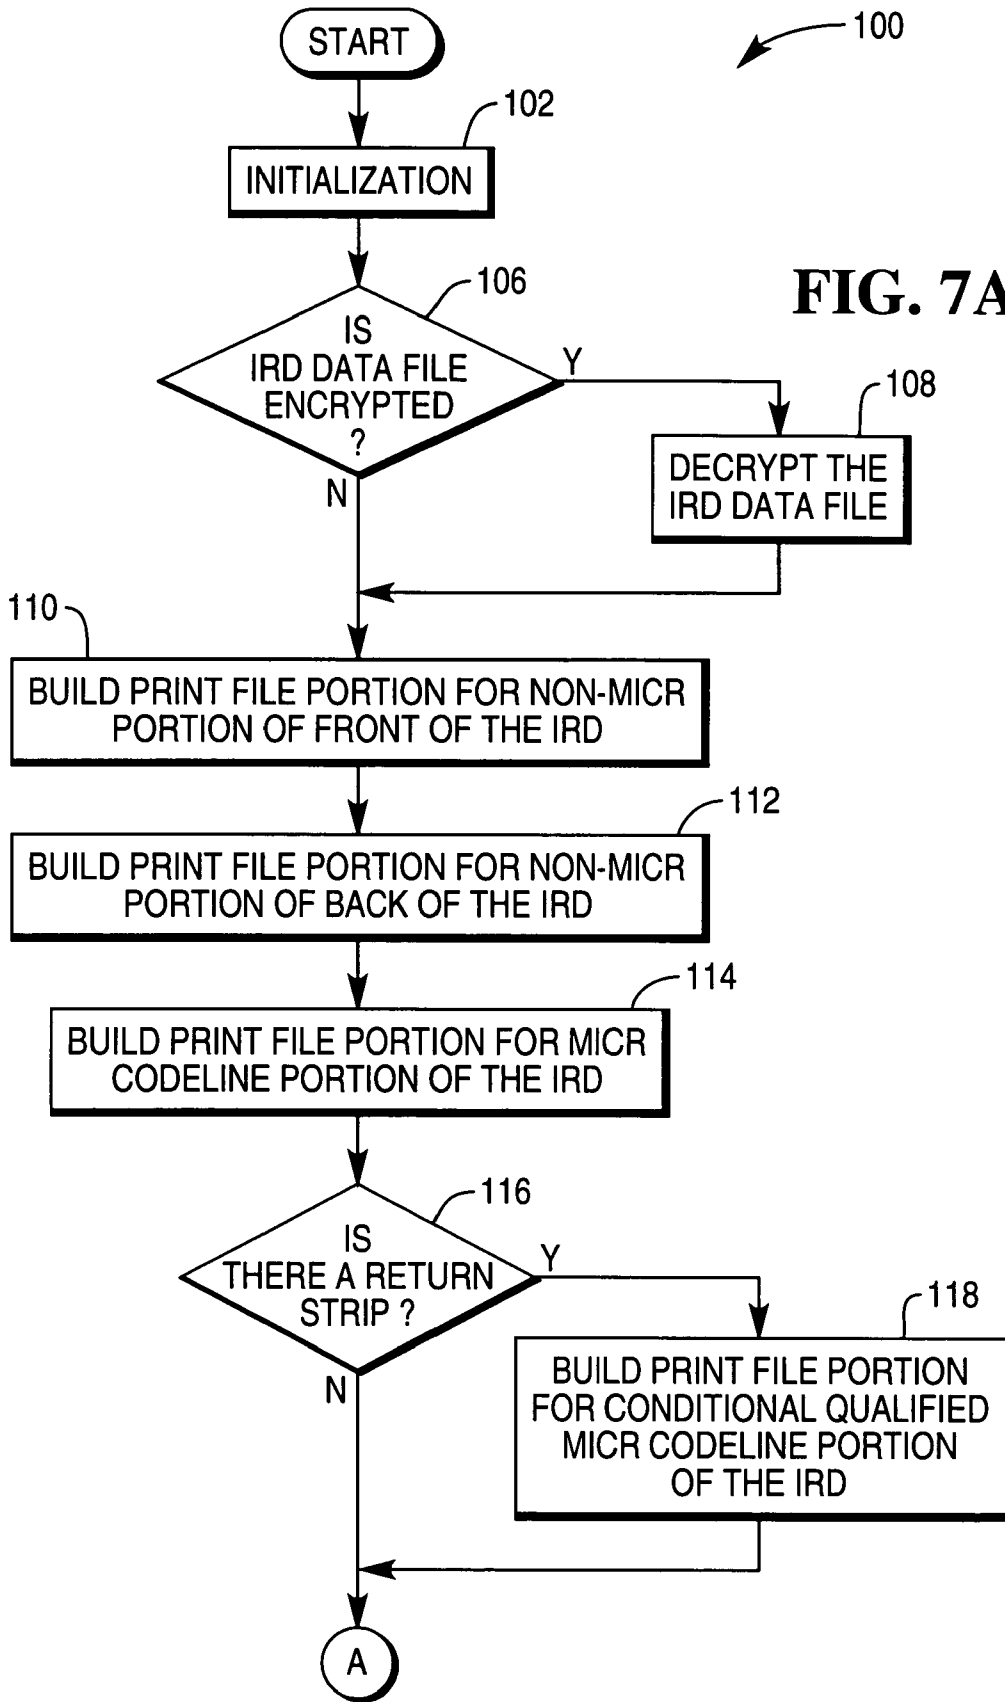 START
100
102
INITIALIZATION
106
FIG. 7A
IS
IRD DATA FILE
ENCRYPTED
?
Y
N
108
DECRYPT THE
IRD DATA FILE
110
BUILD PRINT FILE PORTION FOR NON-MICR
PORTION OF FRONT OF THE IRD
112
BUILD PRINT FILE PORTION FOR NON-MICR
PORTION OF BACK OF THE IRD
114
BUILD PRINT FILE PORTION FOR MICR
CODELINE PORTION OF THE IRD
116
IS
THERE A RETURN
STRIP ?
Y
N
118
BUILD PRINT FILE PORTION
FOR CONDITIONAL QUALIFIED
MICR CODELINE PORTION
OF THE IRD
A